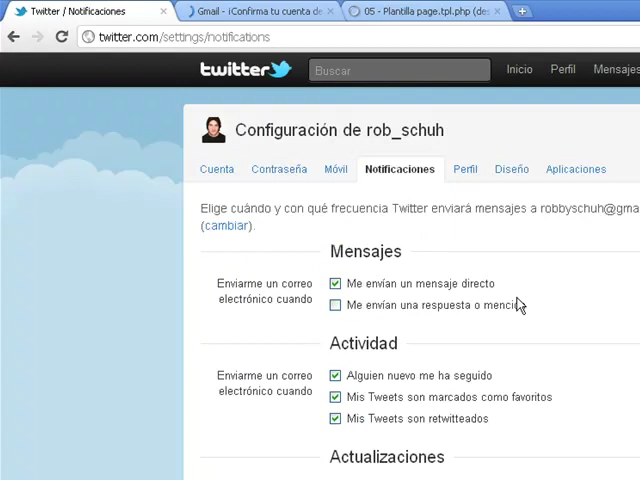 Twitter / Notificaciones
Gmail - ¡Confirma tu cuenta de
05 - Plantilla page.tpl.php (des
twitter.com/settings/notifications
twitter
Buscar
Inicio
Perfil
Mensajes
Configuración de rob_schuh
Cuenta
Contraseña
Móvil
Notificaciones
Perfil
Diseño
Aplicaciones
Elige cuándo y con qué frecuencia Twitter enviará mensajes a robbyschuh@gma
(cambiar).
Mensajes
Enviarme un correo
electrónico cuando
Me envían un mensaje directo
Me envían una respuesta o menció
Actividad
Enviarme un correo
electrónico cuando
Alguien nuevo me ha seguido
Mis Tweets son marcados como favoritos
Mis Tweets son retwitteados
Actualizaciones